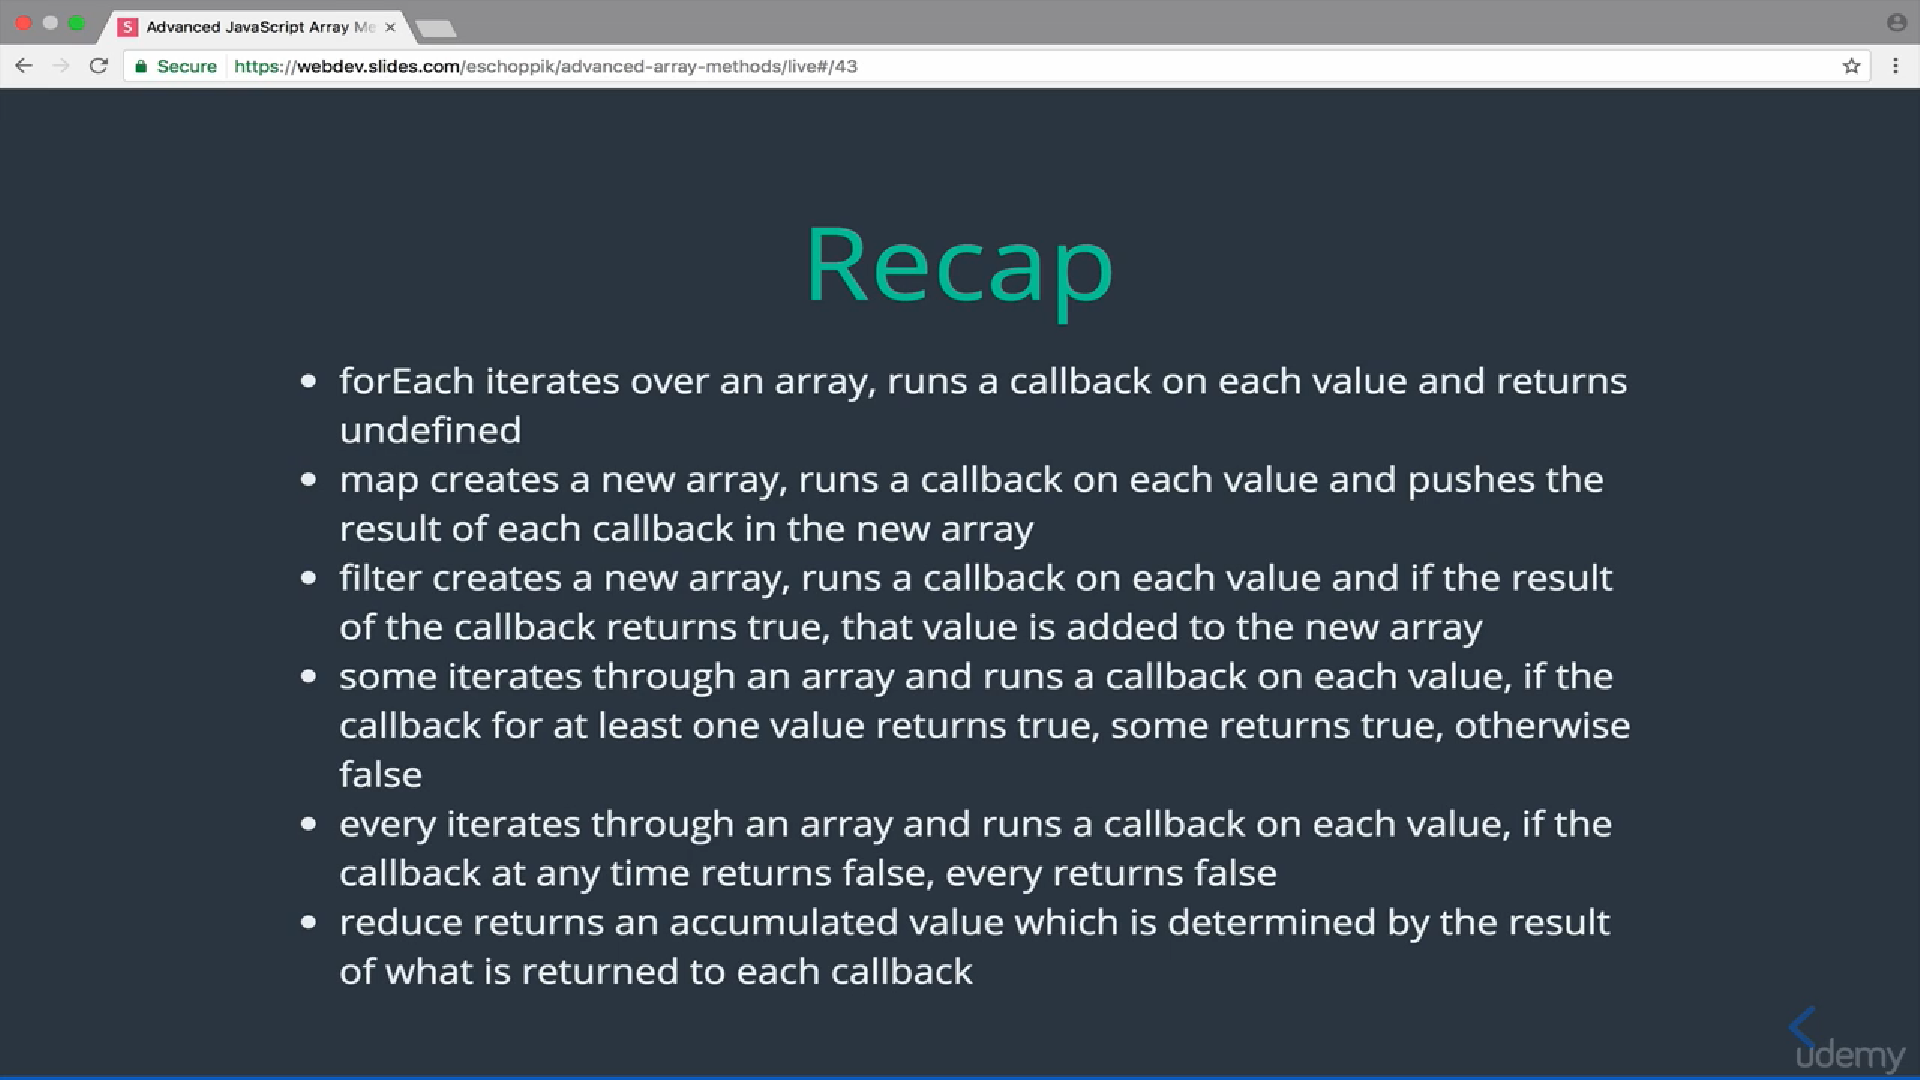 S Advanced JavaScript Array Me
Secure https://webdev.slides.com/eschoppik/advanced-array-methods/live#/43
Recap
• forEach iterates over an array, runs a callback on each value and returns
undefined
• map creates a new array, runs a callback on each value and pushes the
result of each callback in the new array
• filter creates a new array, runs a callback on each value and if the result
of the callback returns true, that value is added to the new array
• some iterates through an array and runs a callback on each value, if the
callback for at least one value returns true, some returns true, otherwise
false
• every iterates through an array and runs a callback on each value, if the
callback at any time returns false, every returns false
• reduce returns an accumulated value which is determined by the result
of what is returned to each callback
udemy